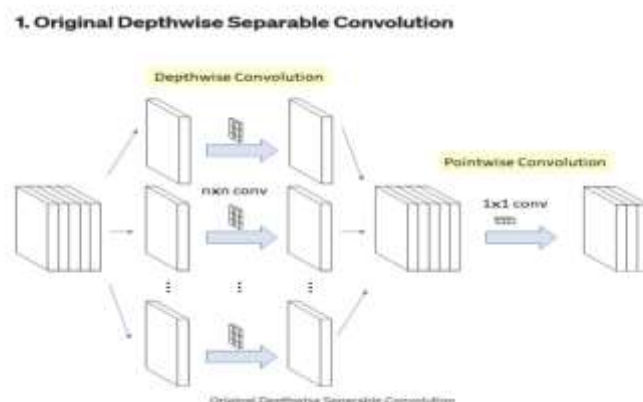 1. Original Depthwise Separable Convolution
Depthwise Convolution
nxn conv
Pointwise Convolution
1x1 conv
Original Depthwise Separable Convolution